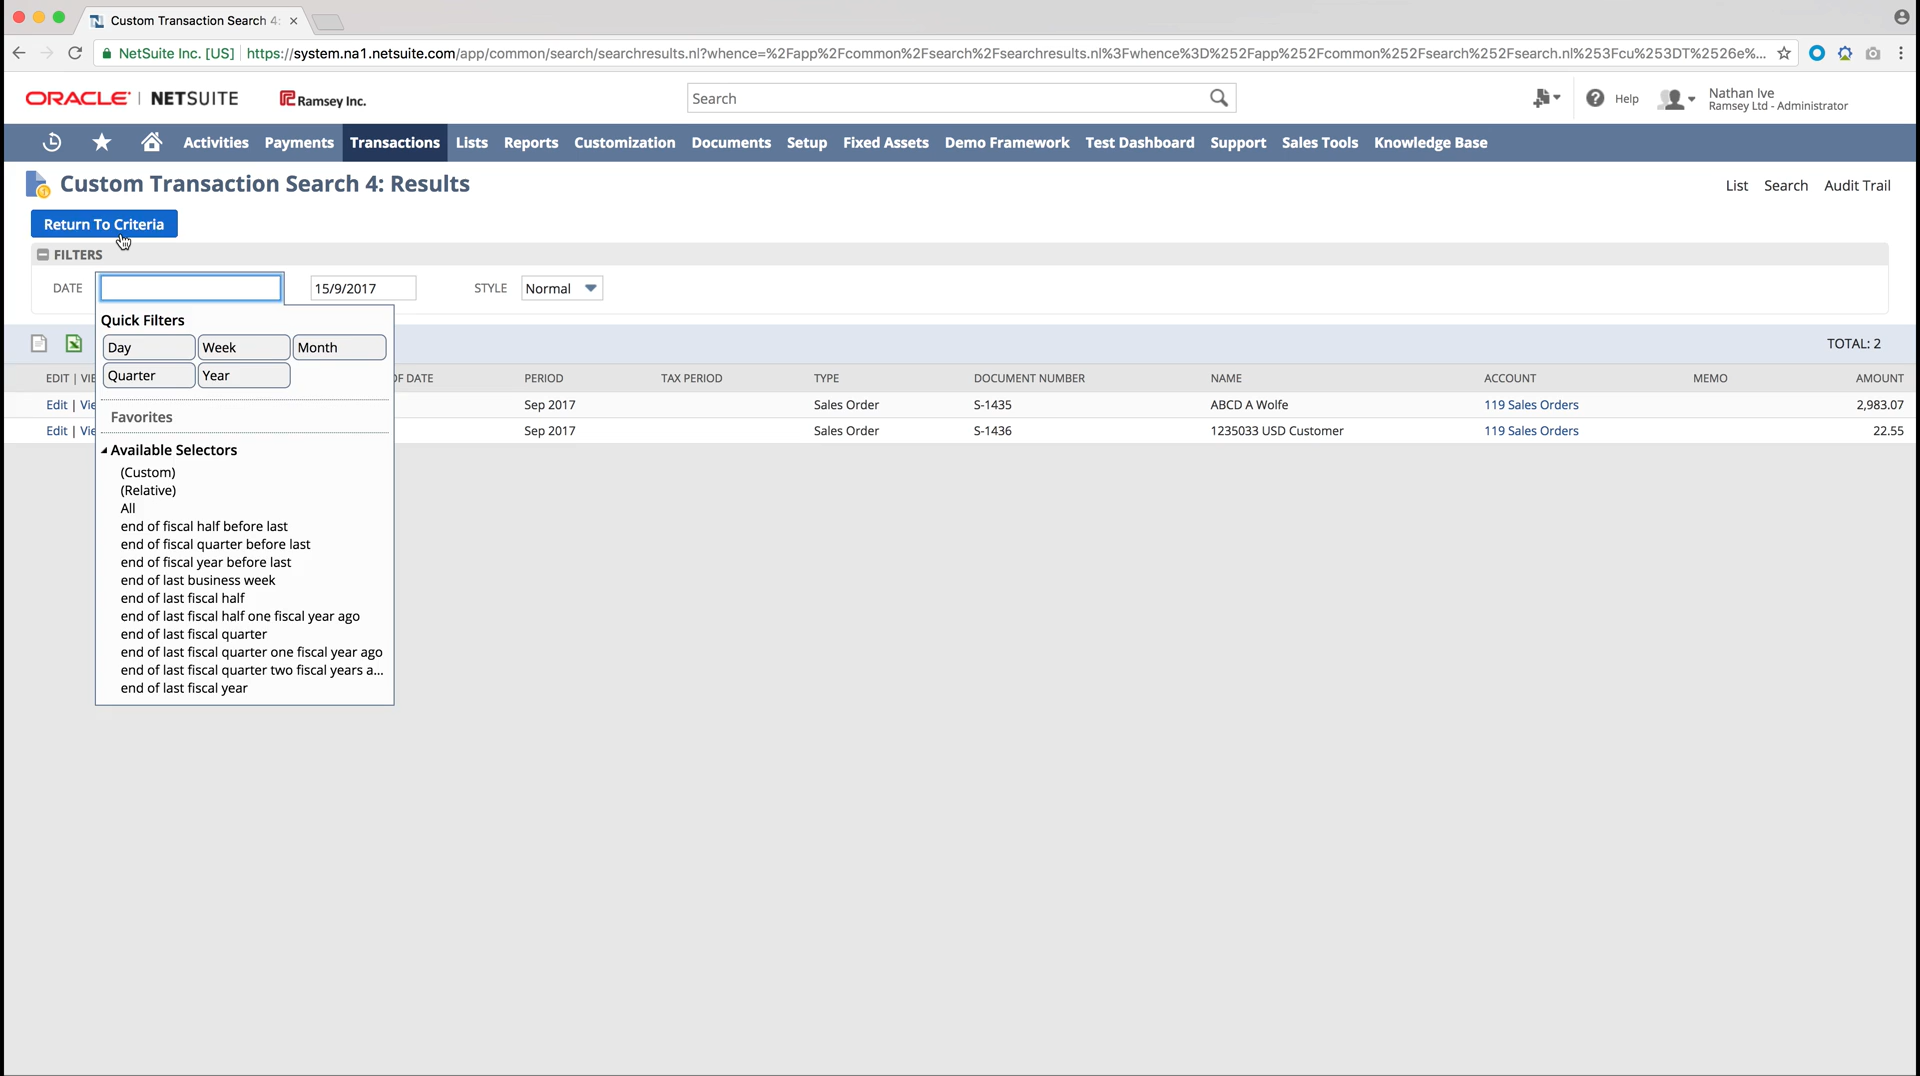 Custom Transaction Search 4:
NetSuite Inc. [US] https://system.na1.netsuite.com/app/common/search/searchresults.nl?whence=%2Fapp%2Fcommon%2Fsearch%2Fsearchresults.nl%3Fwhence%3D%252Fapp%252Fcommon%252Fsearch%252Fsearch.nl%253Fcu%253DT%2526e%...
ORACLE | NETSUITE Ramsey Inc. Search Help Nathan Ive
Ramsey Ltd - Administrator
Activities Payments Transactions Lists Reports Customization Documents Setup Fixed Assets Demo Framework Test Dashboard Support Sales Tools Knowledge Base
Custom Transaction Search 4: Results List Search Audit Trail
Return To Criteria
FILTERS
DATE 15/9/2017 STYLE Normal
Quick Filters
Day Week Month TOTAL: 2
Quarter Year
EDIT | VIE OF DATE PERIOD TAX PERIOD TYPE DOCUMENT NUMBER NAME ACCOUNT MEMO AMOUNT
Edit | Vie Sep 2017 Sales Order S-1435 ABCD A Wolfe 119 Sales Orders 2,983.07
Favorites
Edit | Vie Sep 2017 Sales Order S-1436 1235033 USD Customer 119 Sales Orders 22.55
Available Selectors
(Custom)
(Relative)
All
end of fiscal half before last
end of fiscal quarter before last
end of fiscal year before last
end of last business week
end of last fiscal half
end of last fiscal half one fiscal year ago
end of last fiscal quarter
end of last fiscal quarter one fiscal year ago
end of last fiscal quarter two fiscal years a...
end of last fiscal year